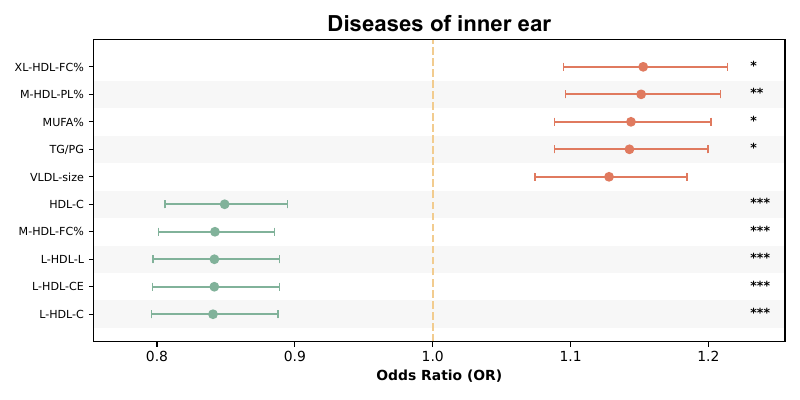 Diseases of inner ear
XL-HDL-FC% *
M-HDL-PL% **
MUFA% *
TG/PG *
VLDL-size
HDL-C ***
M-HDL-FC% ***
L-HDL-L ***
L-HDL-CE ***
L-HDL-C ***
0.8 0.9 1.0 1.1 1.2
Odds Ratio (OR)